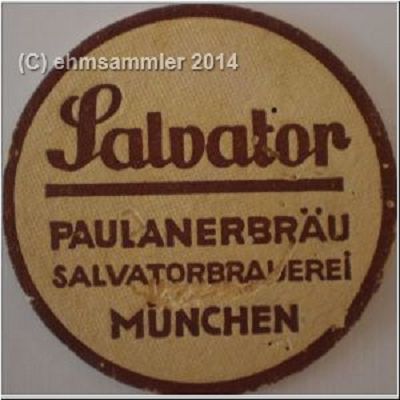 (C) ehmsammler 2014
Salvator
PAULANERBRÄU
SALVATORBRAUEREi
MÜNCHEN